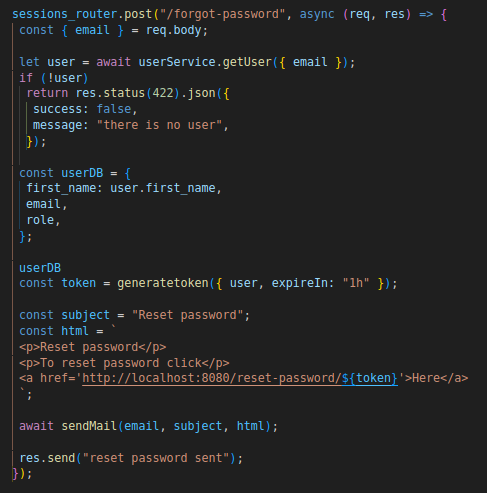 sessions_router.post("/forgot-password", async (req, res) => {
const { email } = req.body;
let user = await userService.getUser({ email });
if (!user)
return res.status(422).json({
success: false,
message: "there is no user",
});
const userDB = {
first_name: user.first_name,
email,
role,
};
userDB
const token = generatetoken({ user, expireIn: "1h" });
const subject = "Reset password";
const html = `
<p>Reset password</p>
<p>To reset password click</p>
<a href='http://localhost:8080/reset-password/${token}'>Here</a>
`;
await sendMail(email, subject, html);
res.send("reset password sent");
});